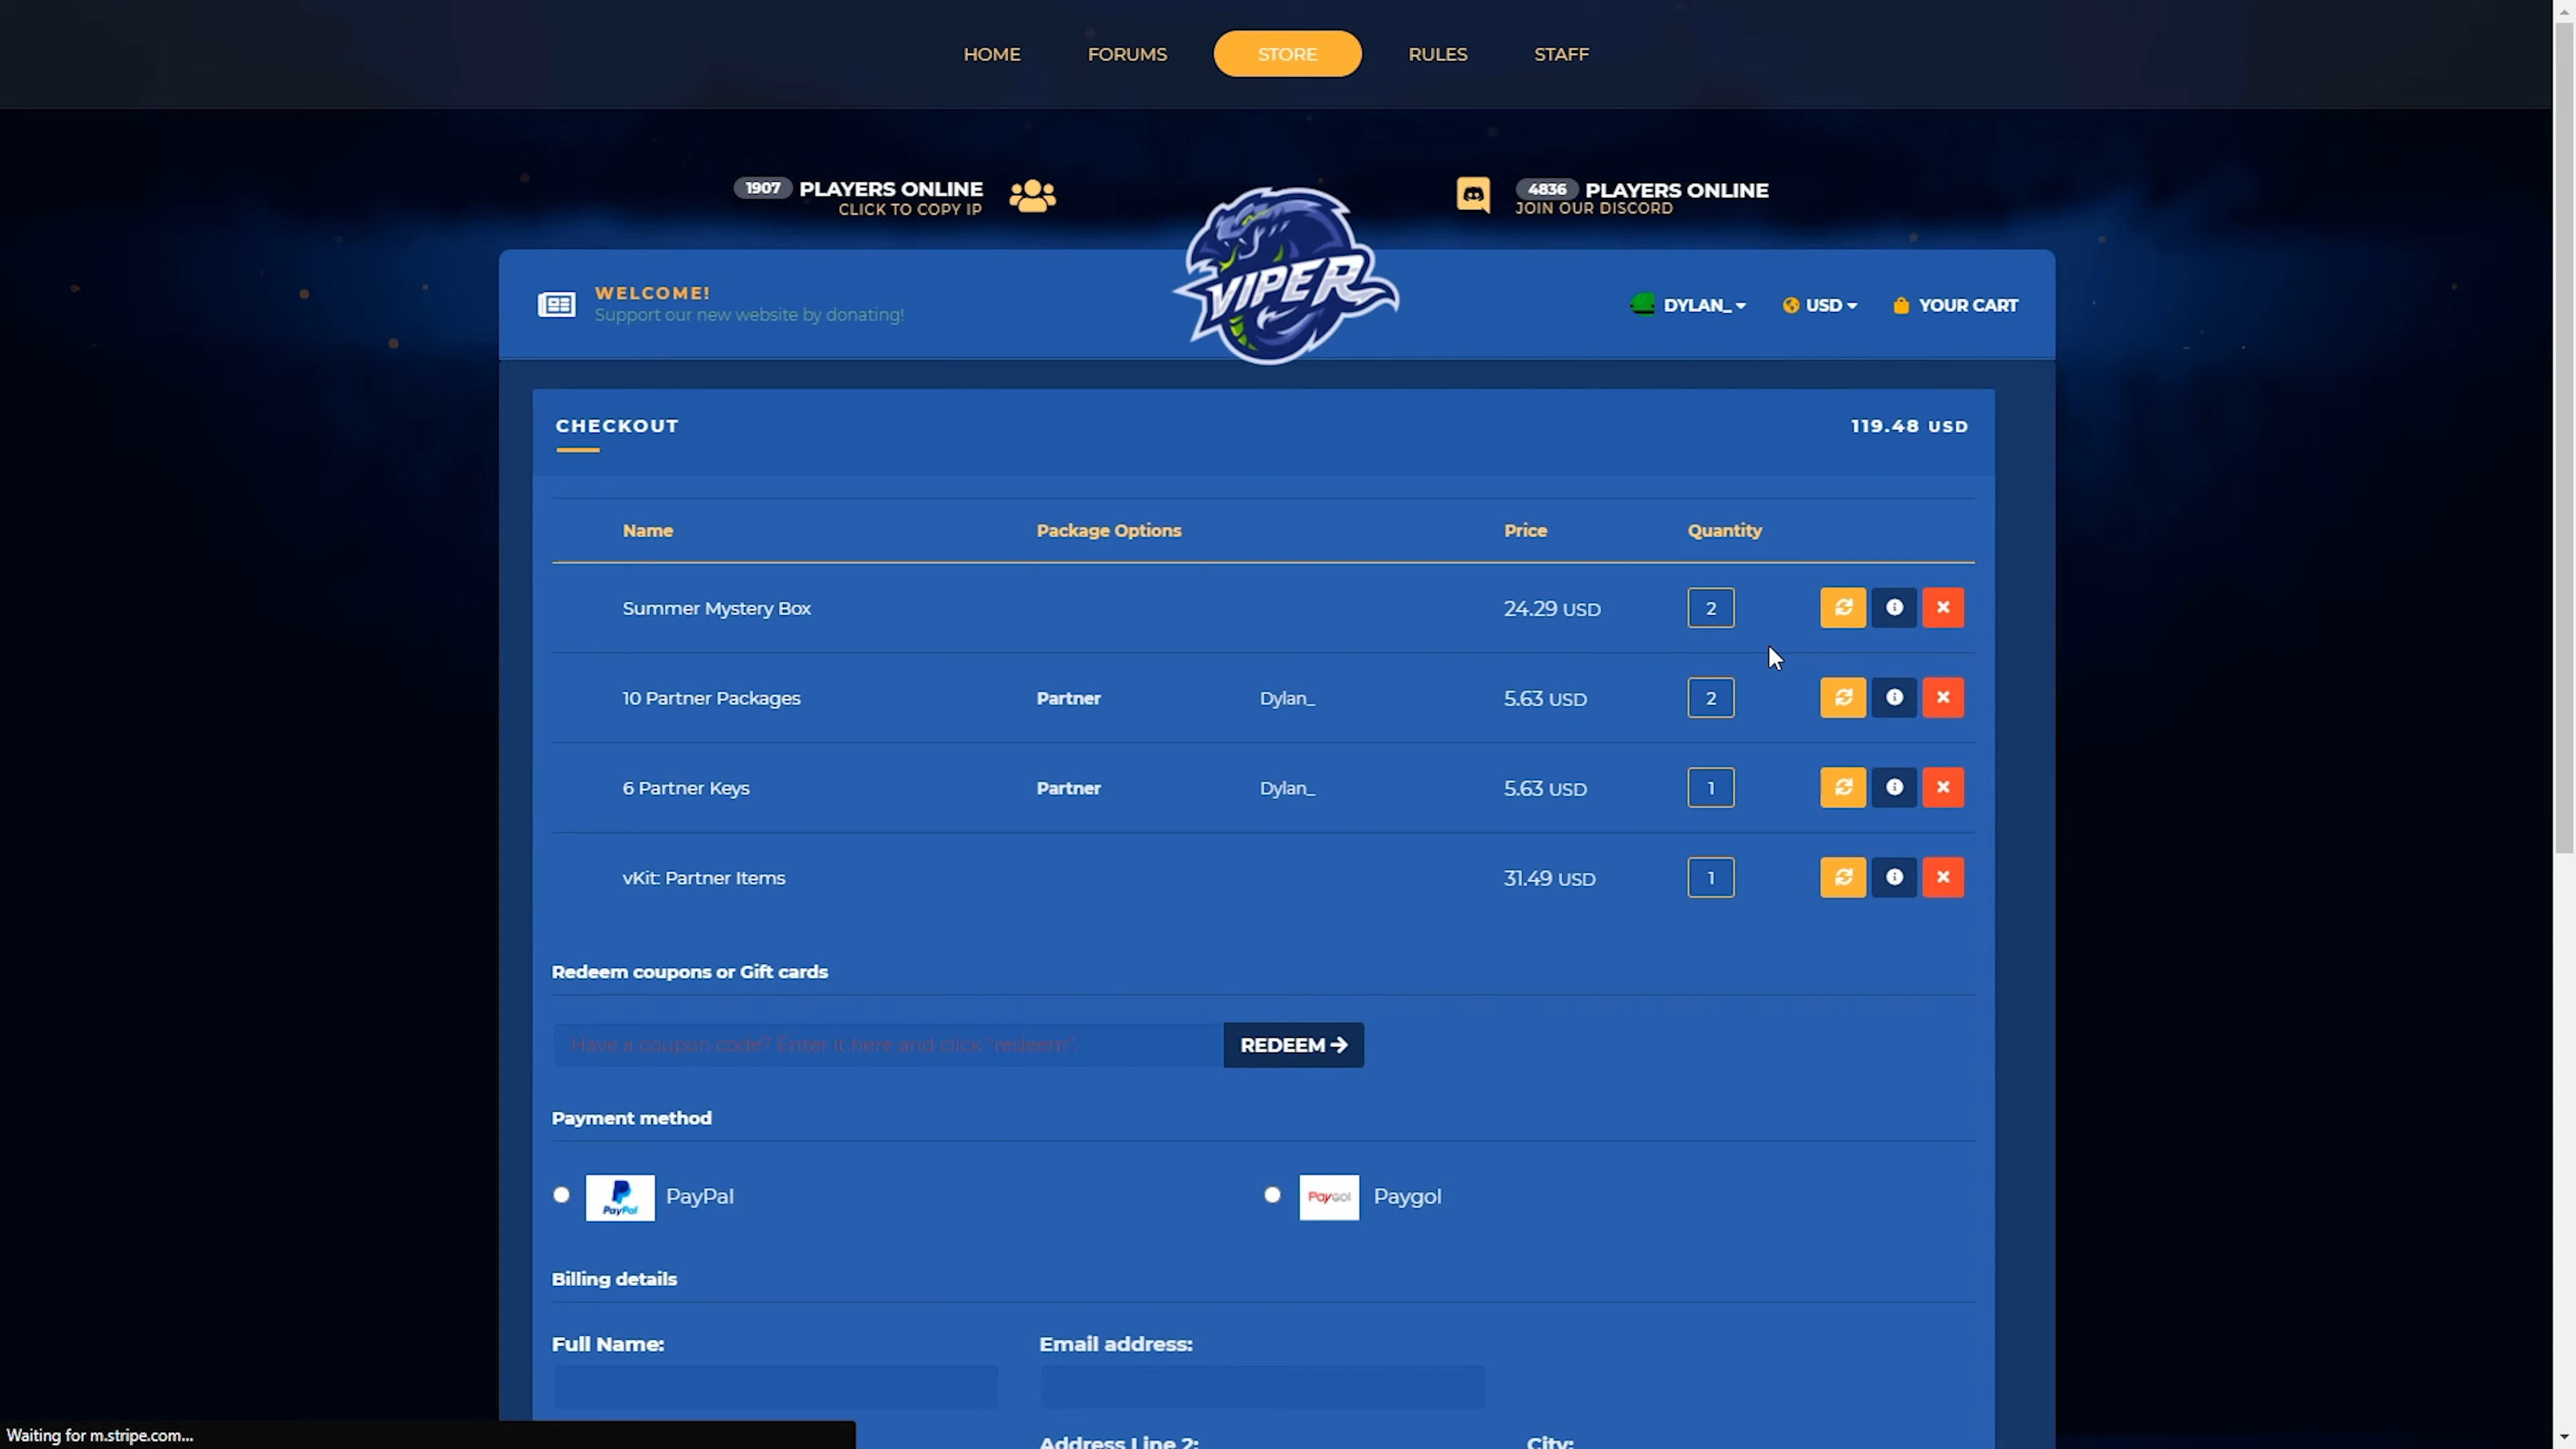 HOME FORUMS STORE RULES STAFF
1907 PLAYERS ONLINE
CLICK TO COPY IP
4836 PLAYERS ONLINE
JOIN OUR DISCORD
VIPER
WELCOME!
Support our new website by donating!
DYLAN_ USD YOUR CART
CHECKOUT 119.48 USD
Name Package Options Price Quantity
Summer Mystery Box 24.29 USD 2
10 Partner Packages Partner Dylan_ 5.63 USD 2
6 Partner Keys Partner Dylan_ 5.63 USD 1
vKit: Partner Items 31.49 USD 1
Redeem coupons or Gift cards
Have a coupon code? Enter it here and click "redeem".
REDEEM
Payment method
PayPal PayPal Paygol Paygol
Billing details
Full Name: Email address:
Address Line 2: City:
Waiting for m.stripe.com...